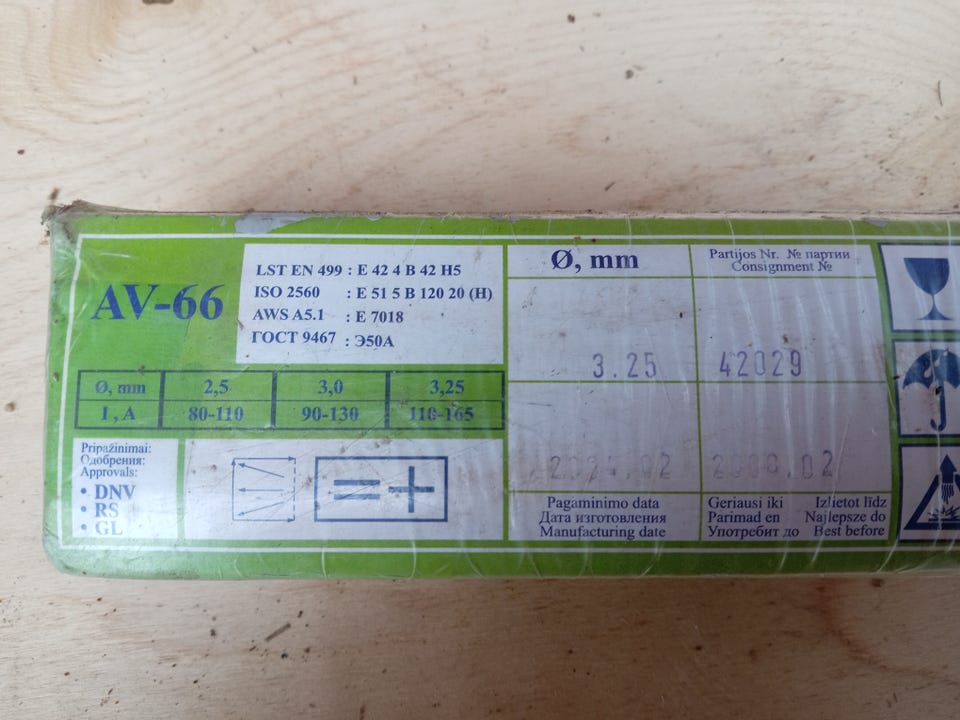 AV-66
LST EN 499 : E 42 4 B 42 H5
ISO 2560 : E 51 5 B 120 20 (H)
AWS A5.1 : E 7018
ГОСТ 9467 : Э50А
Ø, mm 2,5 3,0 3,25
I, A 80-110 90-130 110-165
Pripažinimai:
Одобрения:
Approvals:
• DNV
• RS
• GL
= +
Ø, mm
3.25
Partijos Nr. № партии
Consignment №
42029
Pagaminimo data
Дата изготовления
Manufacturing date
2008.02
Geriausi iki Izlietot līdz
Parimad en Najlepsze do
Употребит до Best before